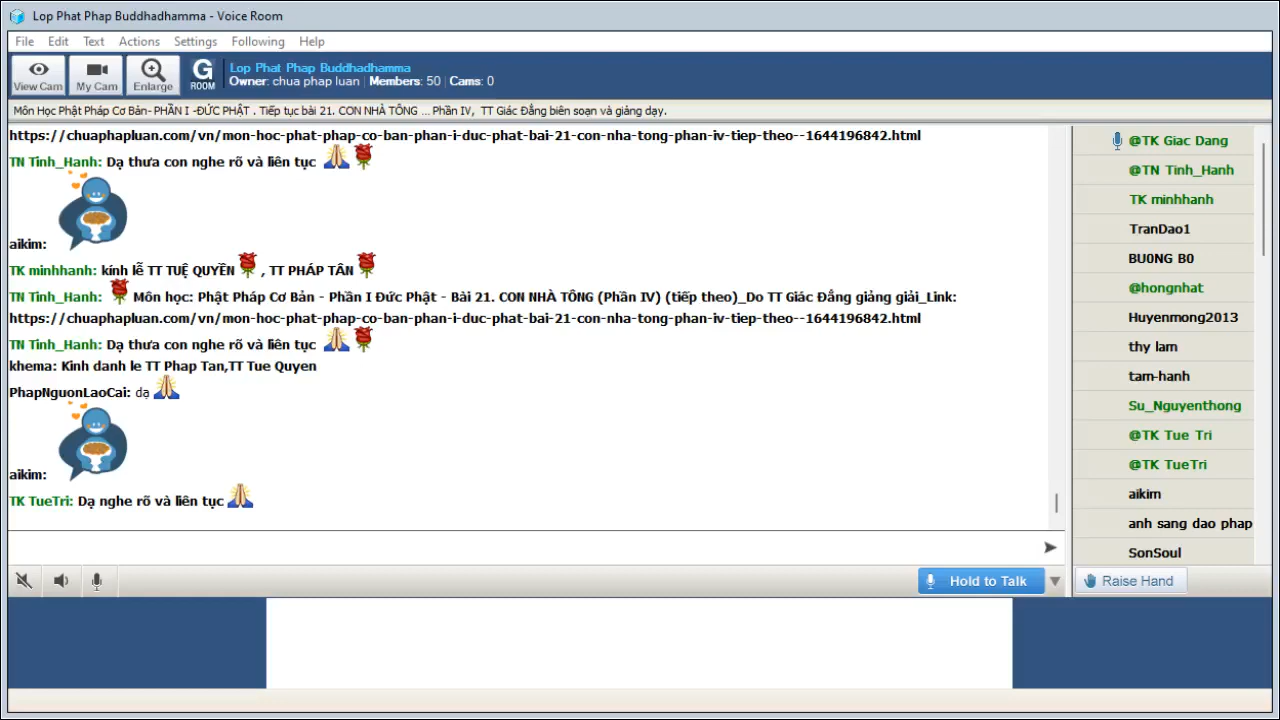 Lop Phat Phap Buddhadhamma - Voice Room
File Edit Text Actions Settings Following Help
View Cam My Cam Enlarge G ROOM
Lop Phat Phap Buddhadhamma
Owner: chua phap luan Members: 50 Cams: 0
Môn Học Phật Pháp Cơ Bản- PHẦN I -ĐỨC PHẬT . Tiếp tục bài 21. CON NHÀ TÔNG ... Phần IV, TT Giác Đẳng biên soạn và giảng dạy.
https://chuaphapluan.com/vn/mon-hoc-phat-phap-co-ban-phan-i-duc-phat-bai-21-con-nha-tong-phan-iv-tiep-theo--1644196842.html
TN Tinh_Hanh: Dạ thưa con nghe rõ và liên tục
aikim:
TK minhhanh: kính lễ TT TUỆ QUYỀN , TT PHÁP TÂN
TN Tinh_Hanh: Môn học: Phật Pháp Cơ Bản - Phần I Đức Phật - Bài 21. CON NHÀ TÔNG (Phần IV) (tiếp theo)_Do TT Giác Đẳng giảng giải_Link:
https://chuaphapluan.com/vn/mon-hoc-phat-phap-co-ban-phan-i-duc-phat-bai-21-con-nha-tong-phan-iv-tiep-theo--1644196842.html
TN Tinh_Hanh: Dạ thưa con nghe rõ và liên tục
khema: Kinh danh le TT Phap Tan,TT Tue Quyen
PhapNguonLaoCai: dạ
aikim:
TK TueTri: Dạ nghe rõ và liên tục
Hold to Talk
@TK Giac Dang
@TN Tinh_Hanh
TK minhhanh
TranDao1
BU0NG B0
@hongnhat
Huyenmong2013
thy lam
tam-hanh
Su_Nguyenthong
@TK Tue Tri
@TK TueTri
aikim
anh sang dao phap
SonSoul
Raise Hand